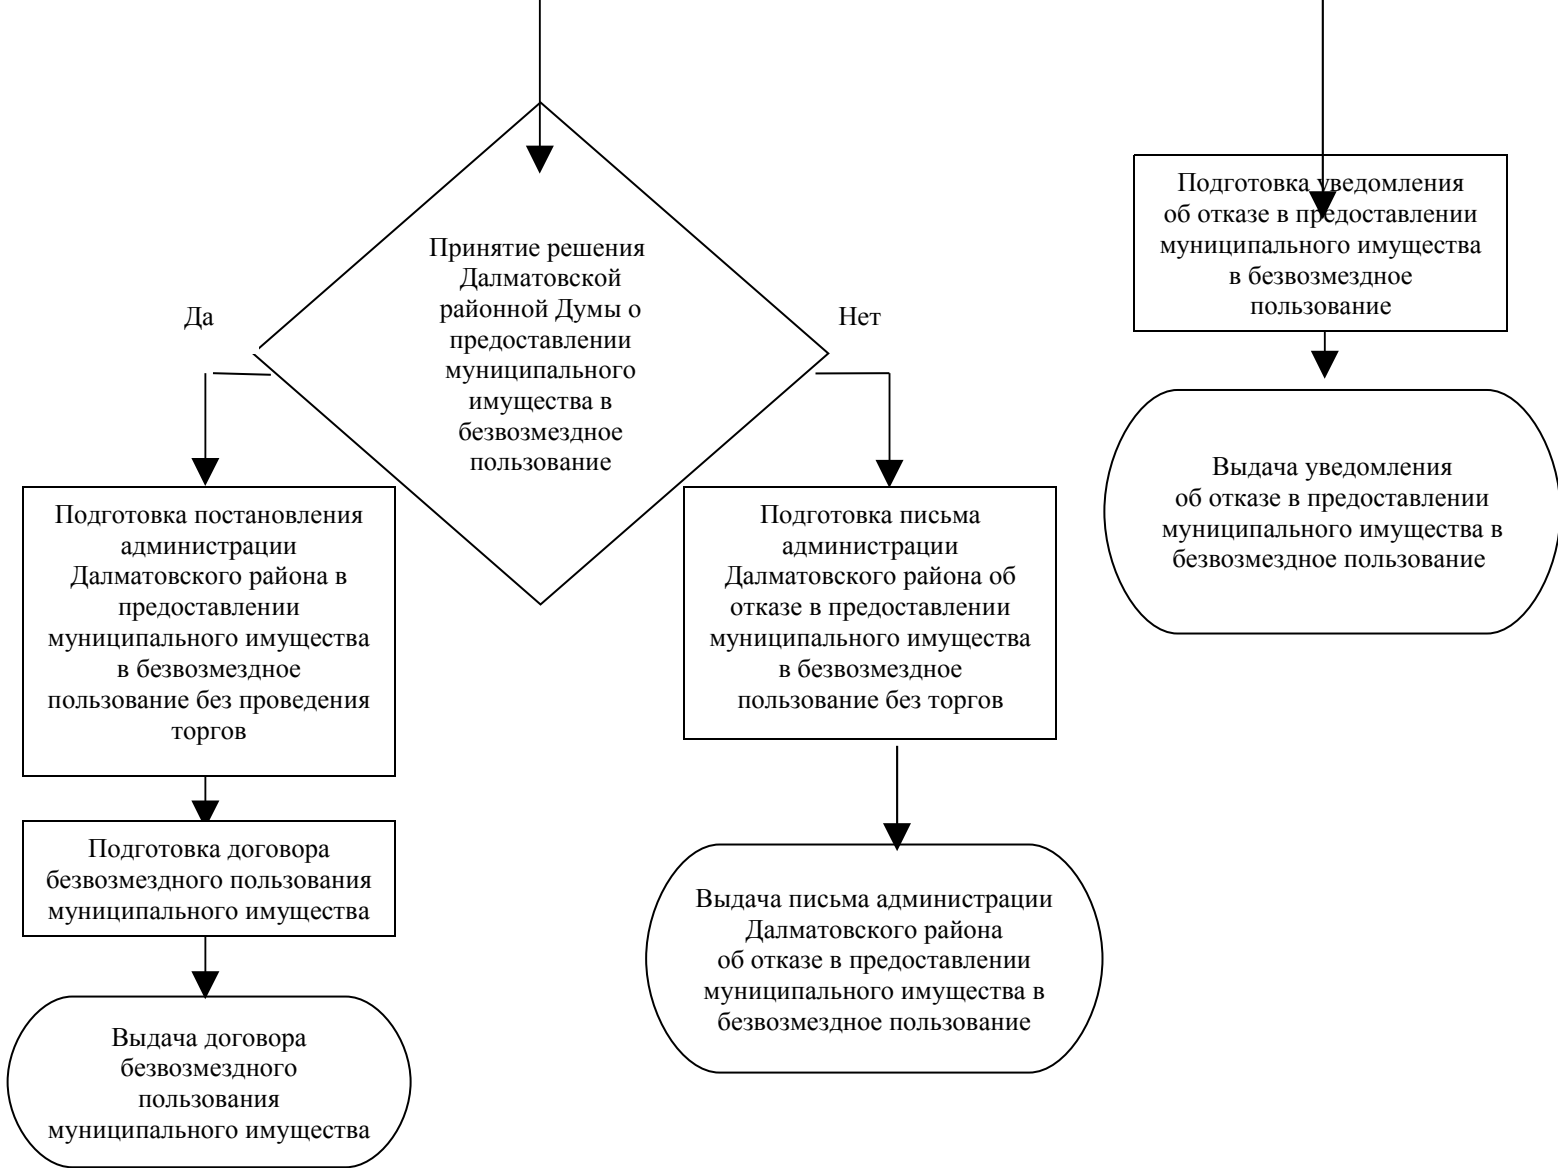 Принятие решения
Далматовской
районной Думы о
предоставлении
муниципального
имущества в
безвозмездное
пользование
Да
Нет
Подготовка постановления
администрации
Далматовского района в
предоставлении
муниципального имущества
в безвозмездное
пользование без проведения
торгов
Подготовка договора
безвозмездного пользования
муниципального имущества
Выдача договора
безвозмездного
пользования
муниципального имущества
Подготовка письма
администрации
Далматовского района об
отказе в предоставлении
муниципального имущества
в безвозмездное
пользование без торгов
Выдача письма администрации
Далматовского района
об отказе в предоставлении
муниципального имущества в
безвозмездное пользование
Подготовка уведомления
об отказе в предоставлении
муниципального имущества
в безвозмездное
пользование
Выдача уведомления
об отказе в предоставлении
муниципального имущества в
безвозмездное пользование